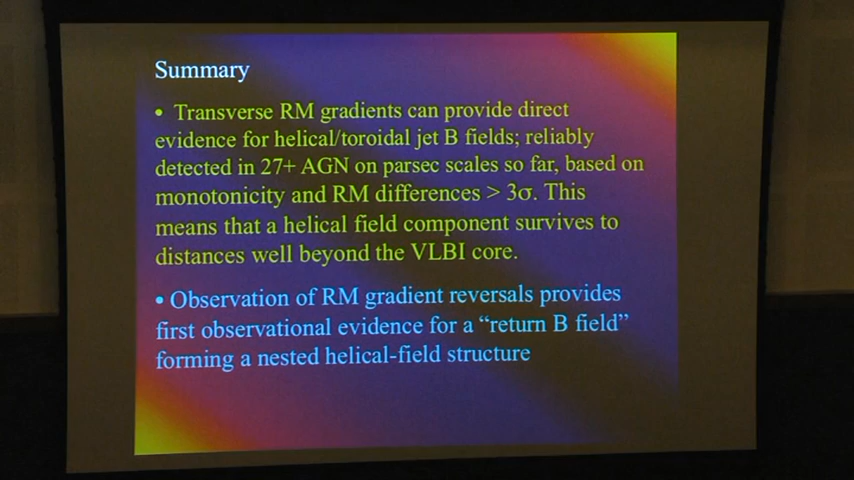 Summary
• Transverse RM gradients can provide direct
evidence for helical/toroidal jet B fields; reliably
detected in 27+ AGN on parsec scales so far, based on
monotonicity and RM differences > 3σ. This
means that a helical field component survives to
distances well beyond the VLBI core.
• Observation of RM gradient reversals provides
first observational evidence for a “return B field”
forming a nested helical-field structure